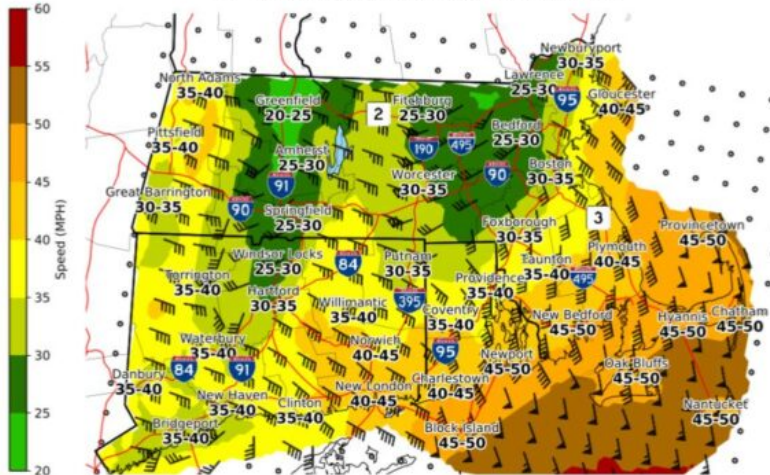 60
55
50
45
40
35
30
25
20
Speed (MPH)
Newburyport
30-35
North Adams
35-40
Lawrence
25-30
95
Greenfield
20-25
2
Fitchburg
25-30
Gloucester
40-45
Pittsfield
35-40
Bedford
25-30
Amherst
25-30
190
495
Boston
30-35
Worcester
30-35
90
Great Barrington
30-35
91
90
Springfield
25-30
Foxborough
30-35
3
Provincetown
45-50
Windsor Locks
25-30
84
Putnam
30-35
Plymouth
40-45
Taunton
35-40
Torrington
35-40
Providence
35-40
495
Hartford
30-35
Willimantic
35-40
395
Coventry
35-40
New Bedford
45-50
Hyannis
45-50
Chatham
45-50
Waterbury
35-40
Norwich
40-45
95
Newport
45-50
Oak Bluffs
45-50
84
91
Danbury
35-40
New Haven
35-40
Clinton
35-40
New London
40-45
Charlestown
40-45
Nantucket
45-50
Bridgeport
35-40
Block Island
45-50